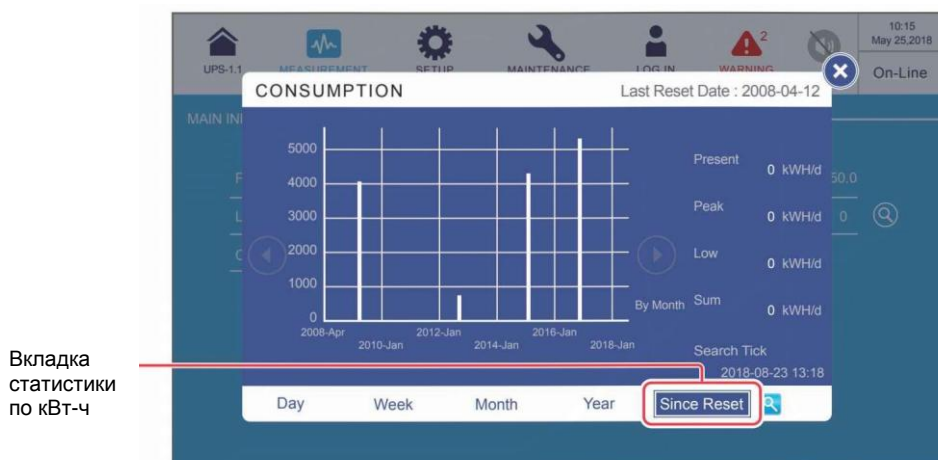 10:15
May 25,2018
UPS-1.1
MEASUREMENT
SETUP
MAINTENANCE
LOG IN
WARNING
2
On-Line
CONSUMPTION
Last Reset Date : 2008-04-12
MAIN IN
5000
4000
3000
2000
1000
0
2008-Apr
2010-Jan
2012-Jan
2014-Jan
2016-Jan
2018-Jan
By Month
Present
0 kWH/d
Peak
0 kWH/d
Low
0 kWH/d
Sum
0 kWH/d
Search Tick
2018-08-23 13:18
50.0
0
L
Day
Week
Month
Year
Since Reset
Вкладка
статистики
по кВт-ч